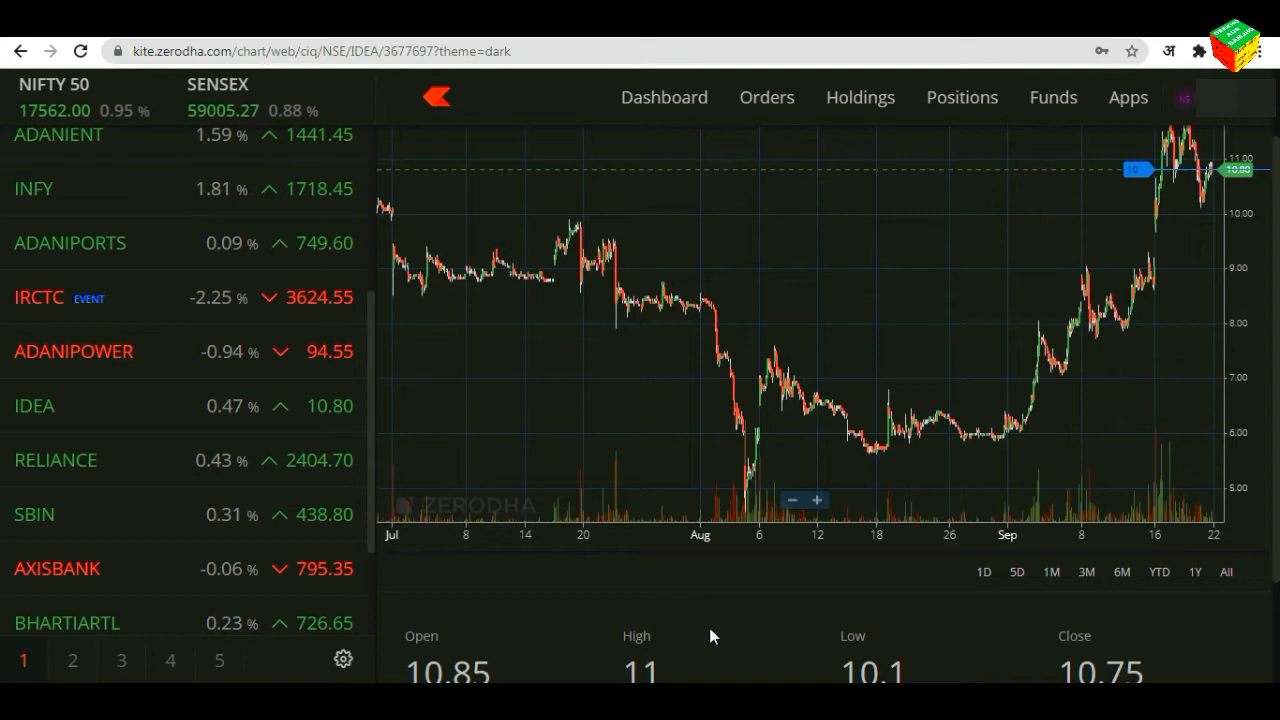 kite.zerodha.com/chart/web/ciq/NSE/IDEA/3677697?theme=dark
अ
NIFTY 50
17562.00 0.95 %
SENSEX
59005.27 0.88 %
Dashboard Orders Holdings Positions Funds Apps
ADANIENT 1.59 % 1441.45
INFY 1.81 % 1718.45
ADANIPORTS 0.09 % 749.60
IRCTC EVENT -2.25 % 3624.55
ADANIPOWER -0.94 % 94.55
IDEA 0.47 % 10.80
RELIANCE 0.43 % 2404.70
SBIN 0.31 % 438.80
AXISBANK -0.06 % 795.35
BHARTIARTL 0.23 % 726.65
1 2 3 4 5
11.00
10 10.80
10.00
9.00
8.00
7.00
6.00
5.00
ZERODHA
− +
Jul 8 14 20 Aug 6 12 18 26 Sep 8 16 22
1D 5D 1M 3M 6M YTD 1Y All
Open High Low Close
10.85 11 10.1 10.75